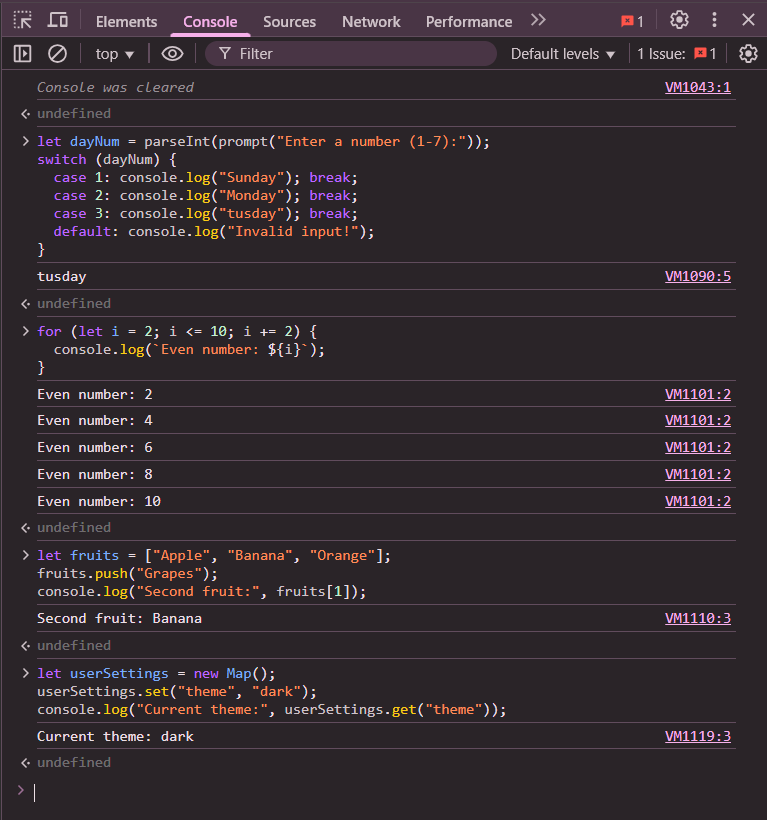 Elements Console Sources Network Performance 1
top Filter Default levels 1 Issue: 1
Console was cleared VM1043:1
undefined
let dayNum = parseInt(prompt("Enter a number (1-7):"));
switch (dayNum) {
  case 1: console.log("Sunday"); break;
  case 2: console.log("Monday"); break;
  case 3: console.log("tusday"); break;
  default: console.log("Invalid input!");
}
tusday VM1090:5
undefined
for (let i = 2; i <= 10; i += 2) {
  console.log(`Even number: ${i}`);
}
Even number: 2 VM1101:2
Even number: 4 VM1101:2
Even number: 6 VM1101:2
Even number: 8 VM1101:2
Even number: 10 VM1101:2
undefined
let fruits = ["Apple", "Banana", "Orange"];
fruits.push("Grapes");
console.log("Second fruit:", fruits[1]);
Second fruit: Banana VM1110:3
undefined
let userSettings = new Map();
userSettings.set("theme", "dark");
console.log("Current theme:", userSettings.get("theme"));
Current theme: dark VM1119:3
undefined